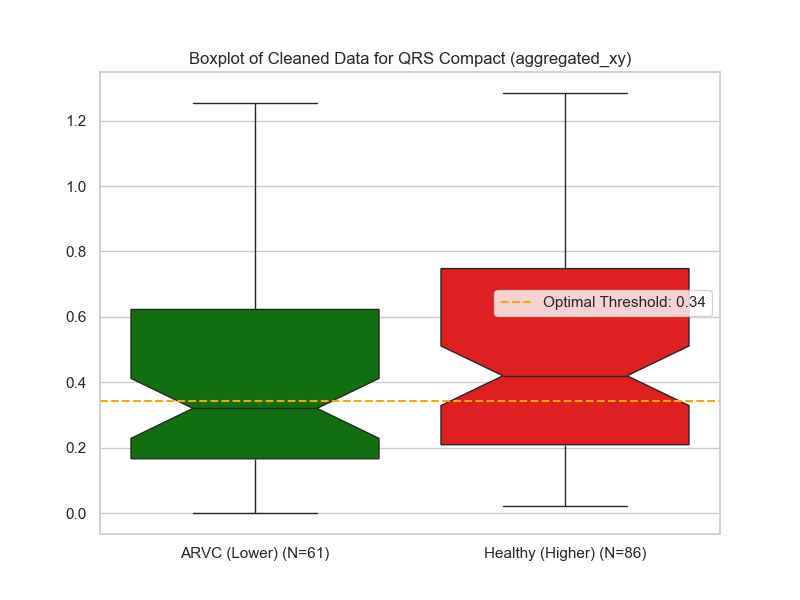 Boxplot of Cleaned Data for QRS Compact (aggregated_xy)
1.2
1.0
0.8
0.6
0.4
0.2
0.0
Optimal Threshold: 0.34
ARVC (Lower) (N=61)
Healthy (Higher) (N=86)